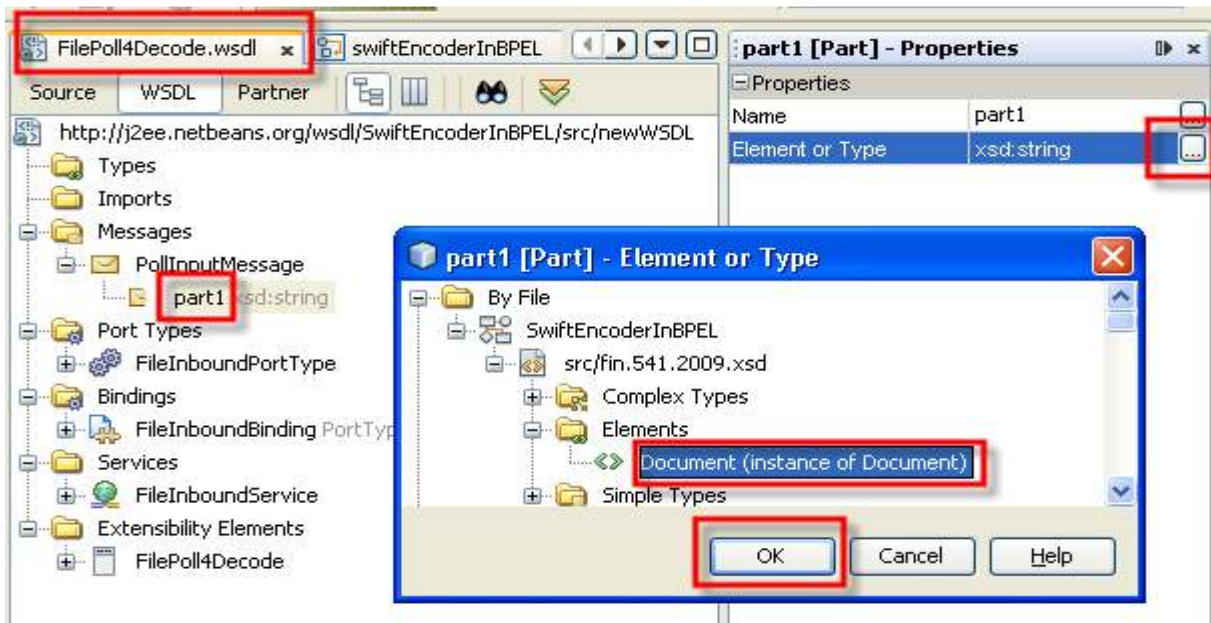 FilePoll4Decode.wsdl x swiftEncoderInBPEL
Source WSDL Partner
http://j2ee.netbeans.org/wsdl/SwiftEncoderInBPEL/src/newWSDL
Types
Imports
Messages
PollInputMessage
part1 xsd:string
Port Types
FileInboundPortType
Bindings
FileInboundBinding PortTyp
Services
FileInboundService
Extensibility Elements
FilePoll4Decode
part1 [Part] - Properties
Properties
Name part1 ...
Element or Type xsd:string ...
part1 [Part] - Element or Type
By File
SwiftEncoderInBPEL
src/fin.541.2009.xsd
Complex Types
Elements
Document (instance of Document)
Simple Types
OK Cancel Help